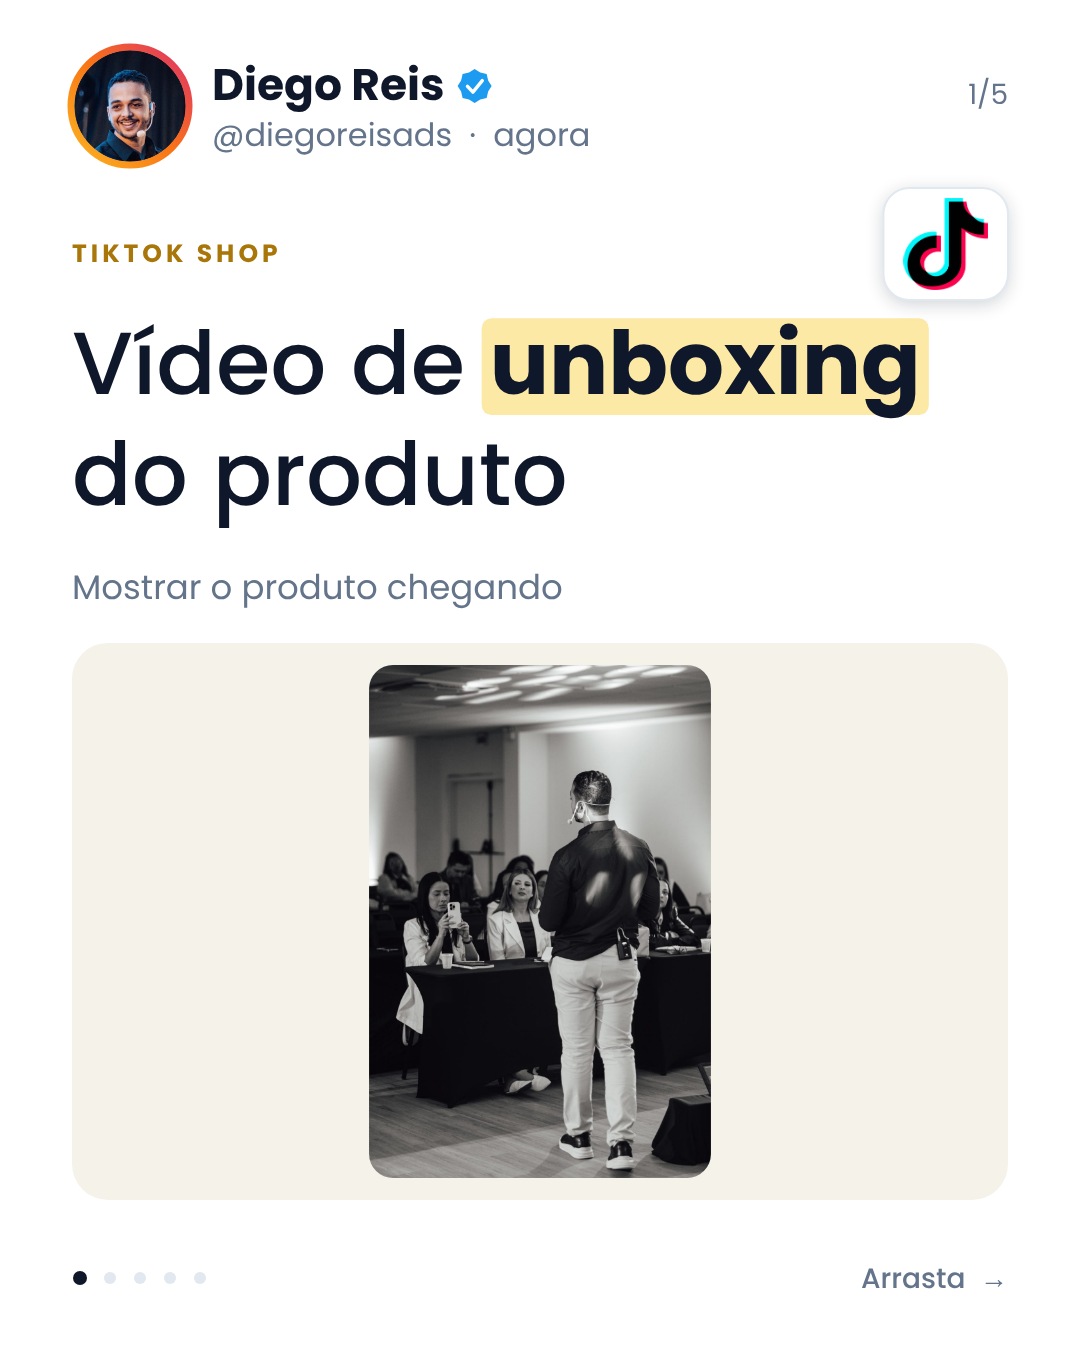 Diego Reis
@diegoreisads · agora
1/5
TIKTOK SHOP
Vídeo de unboxing
do produto
Mostrar o produto chegando
Arrasta →